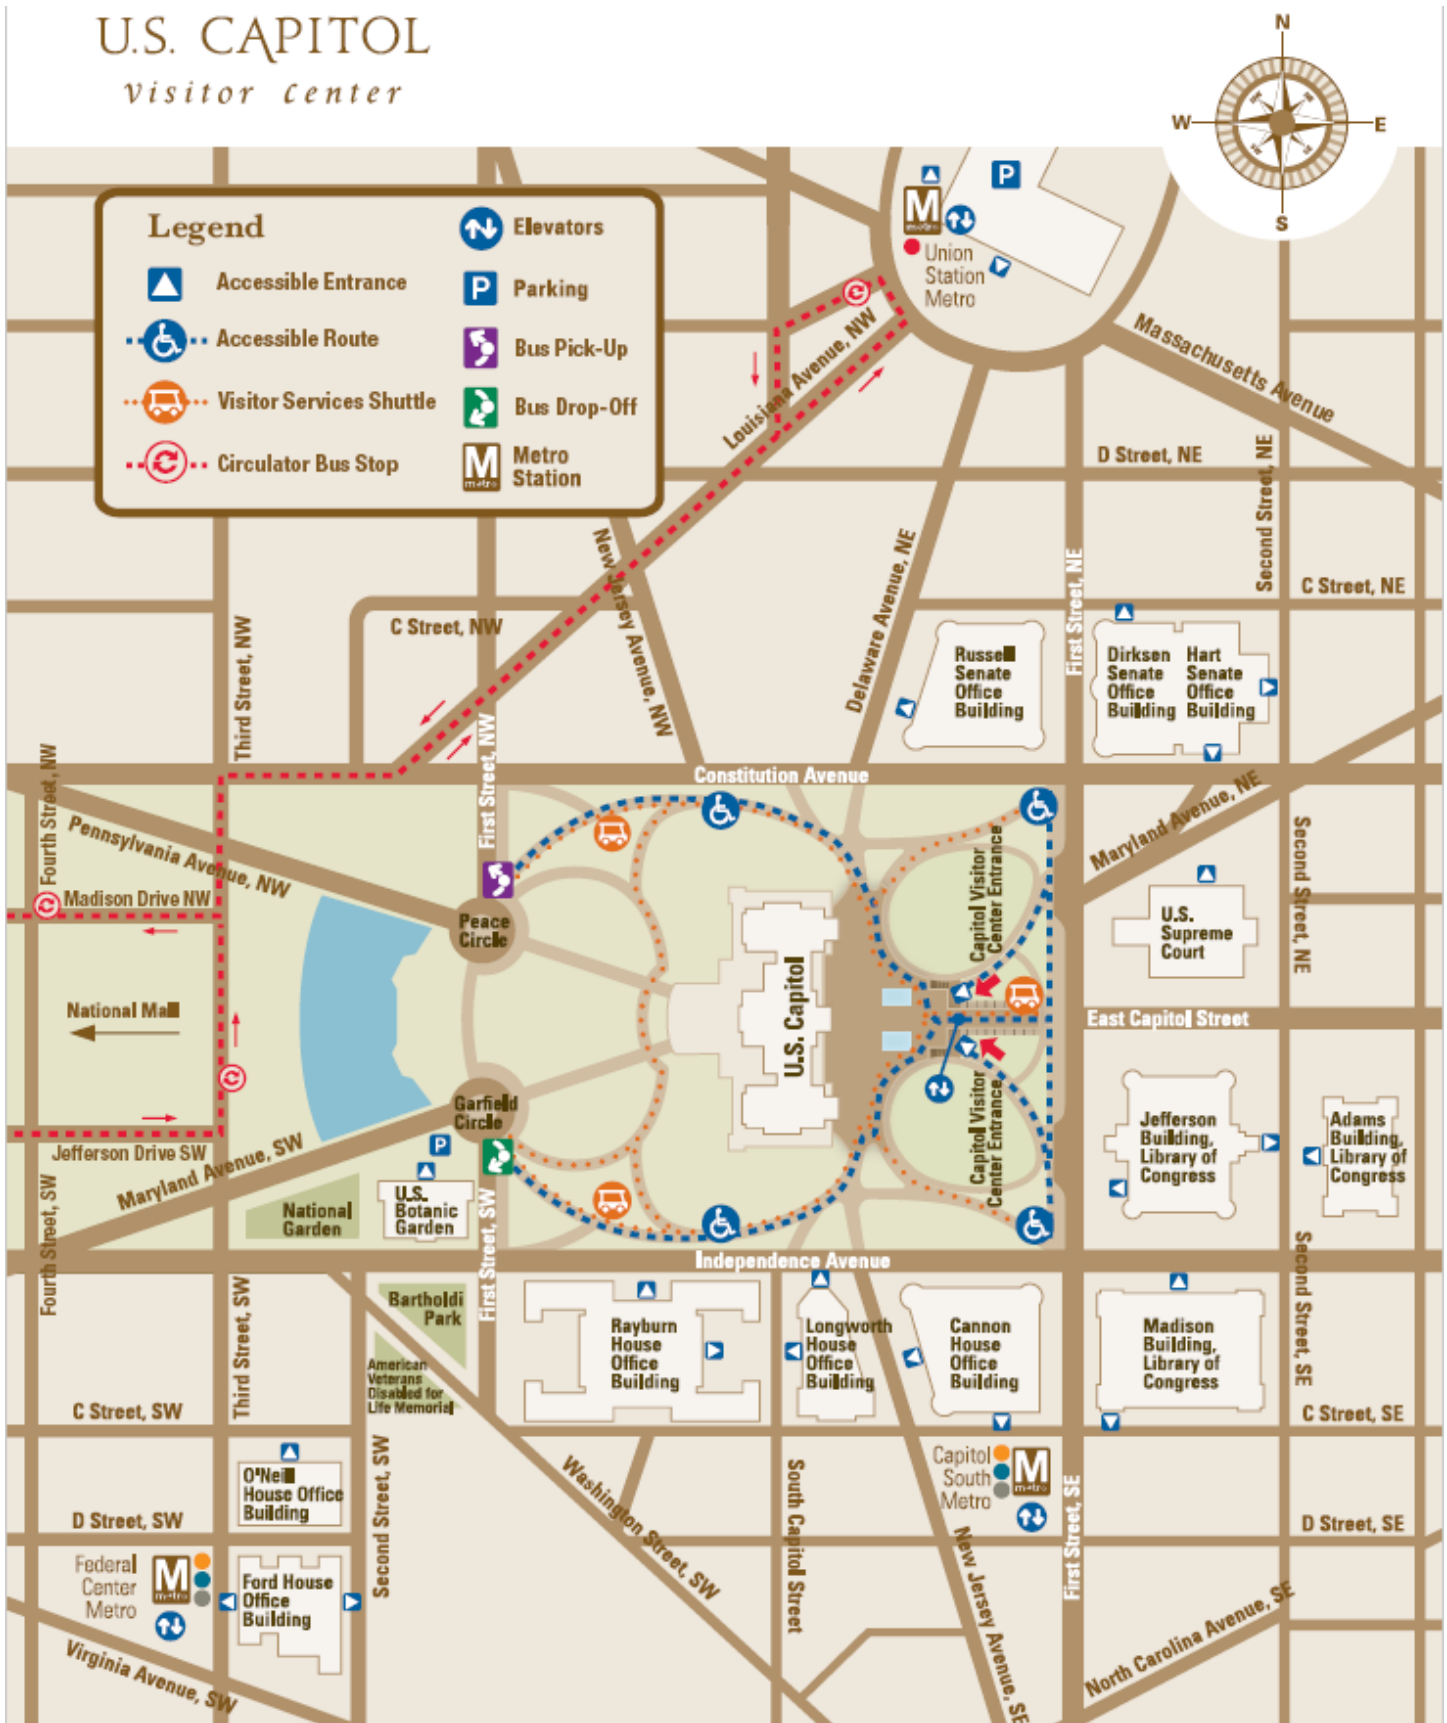 U.S. CAPITOL
Visitor Center
N
W
E
S
Legend
Accessible Entrance
Accessible Route
Visitor Services Shuttle
Circulator Bus Stop
Elevators
P
Parking
Bus Pick-Up
Bus Drop-Off
M
metro
Metro
Station
P
M
metro
Union
Station
Metro
Massachusetts Avenue
Louisiana Avenue, NW
D Street, NE
Second Street, NE
New Jersey Avenue, NW
Delaware Avenue, NE
First Street, NE
C Street, NE
C Street, NW
Third Street, NW
First Street, NW
Fourth Street, NW
Russell
Senate
Office
Building
Dirksen
Senate
Office
Building
Hart
Senate
Office
Building
Constitution Avenue
Maryland Avenue, NE
Second Street, NE
Pennsylvania Avenue, NW
Madison Drive NW
Peace
Circle
Capitol Visitor
Center Entrance
U.S.
Supreme
Court
National Mall
U.S. Capitol
East Capitol Street
Capitol Visitor
Center Entrance
Garfield
Circle
P
Jefferson Drive SW
Maryland Avenue, SW
Jefferson
Building,
Library of
Congress
Adams
Building,
Library of
Congress
National
Garden
U.S.
Botanic
Garden
Fourth Street, SW
First Street, SW
Independence Avenue
Second Street, SE
Third Street, SW
Bartholdi
Park
American
Veterans
Disabled for
Life Memorial
Rayburn
House
Office
Building
Longworth
House
Office
Building
Cannon
House
Office
Building
Madison
Building,
Library of
Congress
C Street, SW
C Street, SE
Second Street, SW
O'Neill
House Office
Building
Washington Street, SW
South Capitol Street
Capitol
South
Metro
M
metro
First Street, SE
D Street, SW
D Street, SE
New Jersey Avenue, SE
Federal
Center
Metro
M
metro
Ford House
Office
Building
Virginia Avenue, SW
North Carolina Avenue, SE